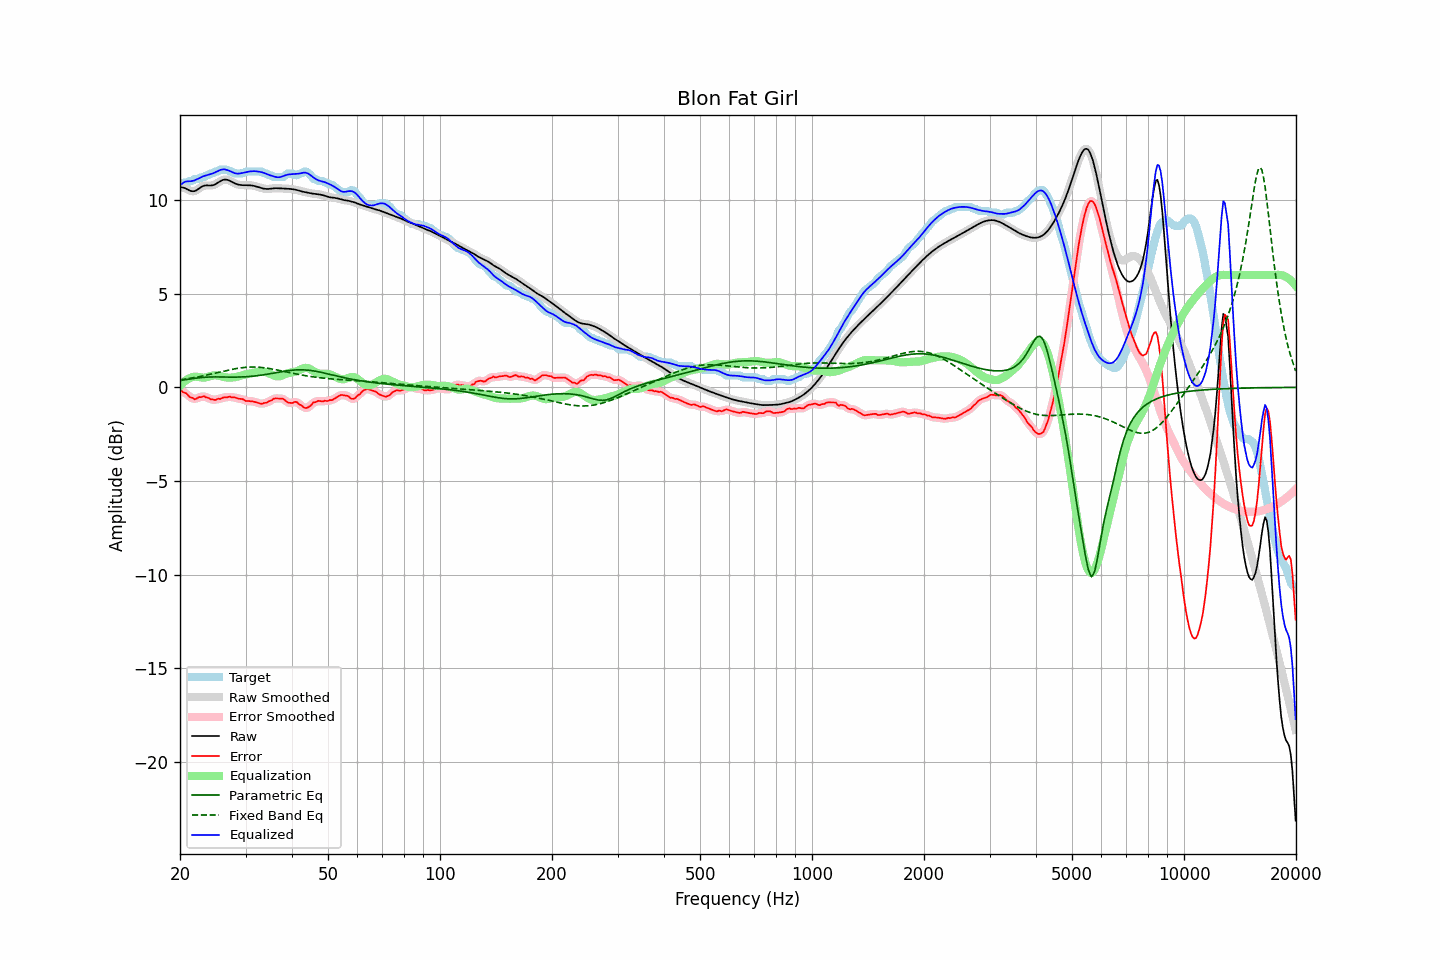 Blon Fat Girl
10
5
0
−5
−10
−15
−20
Amplitude (dBr)
Target
Raw Smoothed
Error Smoothed
Raw
Error
Equalization
Parametric Eq
Fixed Band Eq
Equalized
20 50 100 200 500 1000 2000 5000 10000 20000
Frequency (Hz)